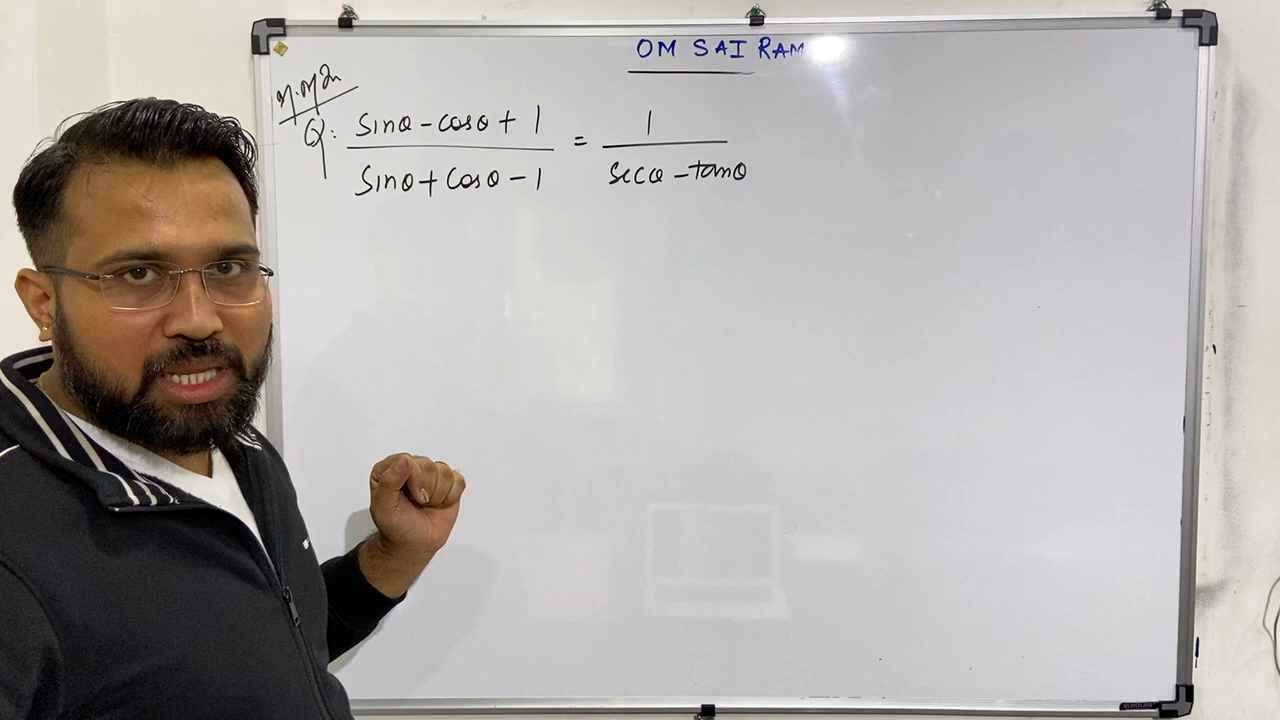 OM SAI RAM
Q: sinθ - cosθ + 1 / sinθ + cosθ - 1 = 1 / secθ - tanθ